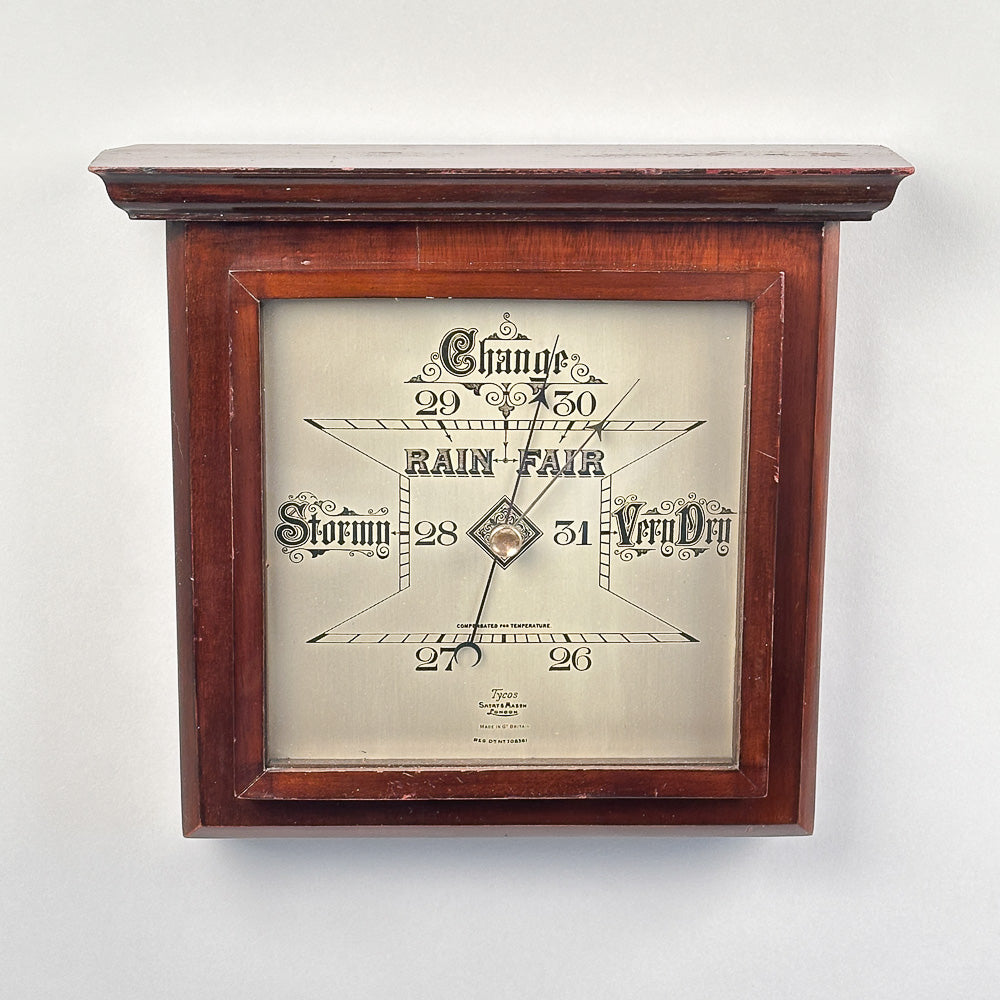 Change
29 30
RAIN FAIR
Stormy 28 31 Very Dry
COMPENSATED FOR TEMPERATURE.
27 26
Tycos
SHORT & MASON
LONDON
MADE IN GT BRITAIN